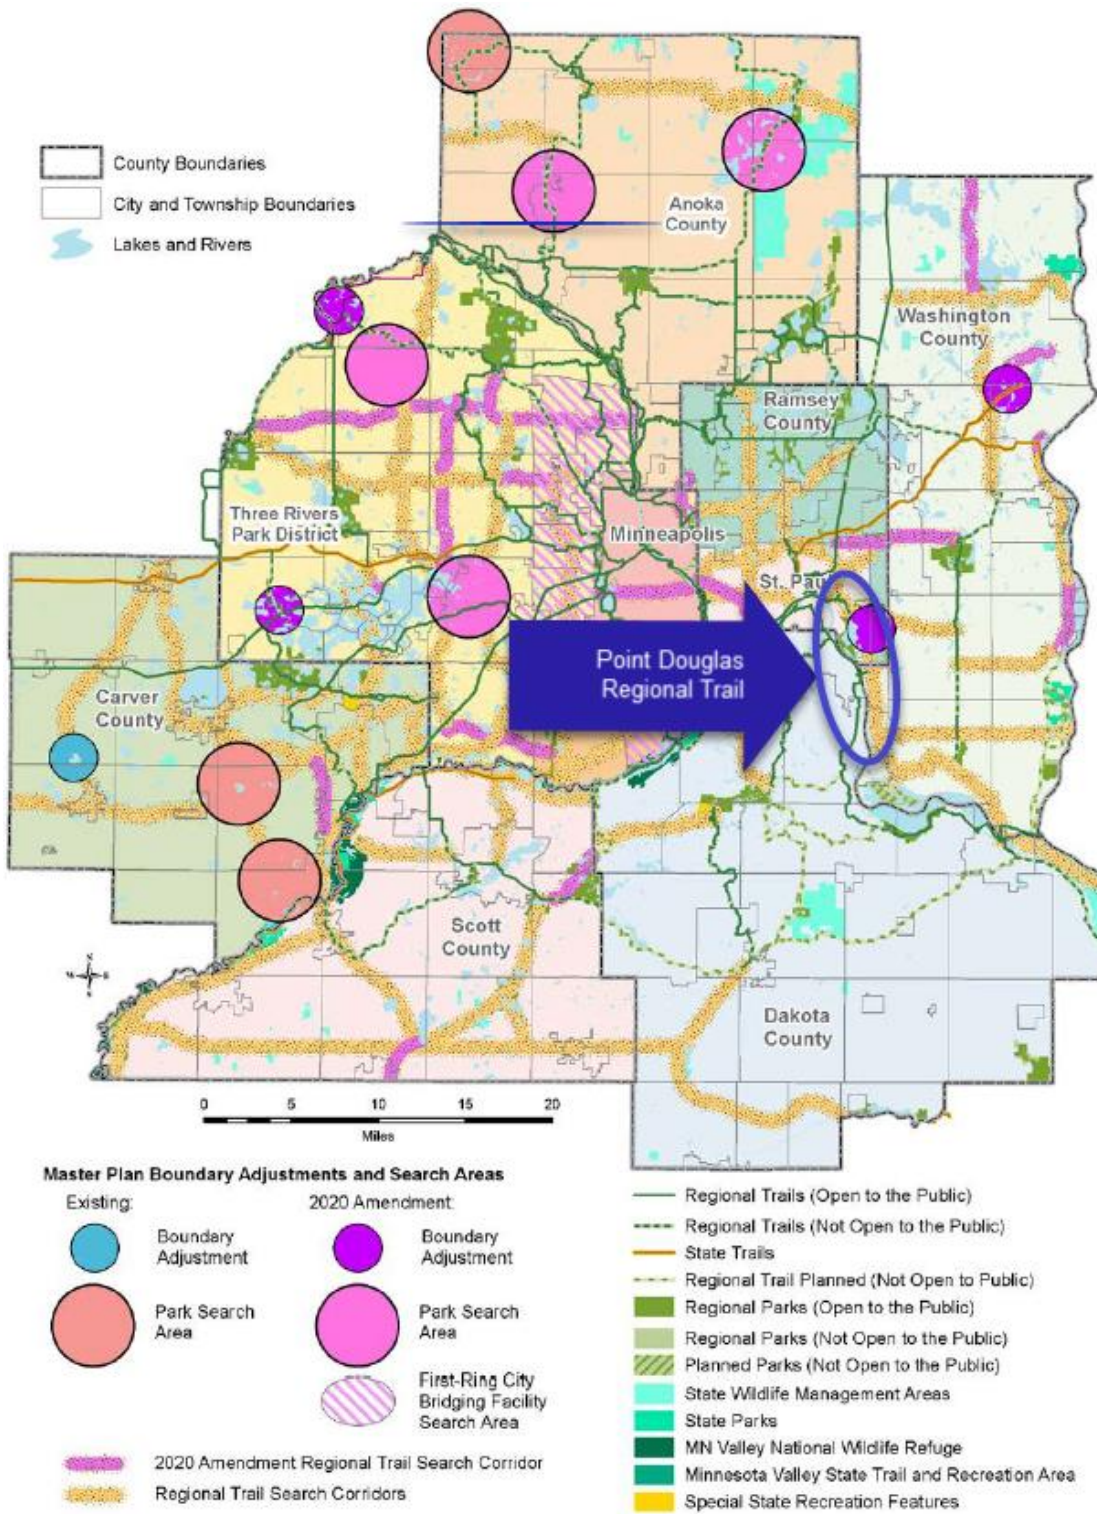 County Boundaries
City and Township Boundaries
Lakes and Rivers
Anoka
County
Washington
County
Ramsey
County
Three Rivers
Park District
Minneapolis
St. Pau
Point Douglas
Regional Trail
Carver
County
Scott
County
Dakota
County
0 5 10 15 20
Miles
Master Plan Boundary Adjustments and Search Areas
Existing:
2020 Amendment:
Boundary
Adjustment
Boundary
Adjustment
Park Search
Area
Park Search
Area
First-Ring City
Bridging Facility
Search Area
2020 Amendment Regional Trail Search Corridor
Regional Trail Search Corridors
Regional Trails (Open to the Public)
Regional Trails (Not Open to the Public)
State Trails
Regional Trail Planned (Not Open to Public)
Regional Parks (Open to the Public)
Regional Parks (Not Open to the Public)
Planned Parks (Not Open to the Public)
State Wildlife Management Areas
State Parks
MN Valley National Wildlife Refuge
Minnesota Valley State Trail and Recreation Area
Special State Recreation Features